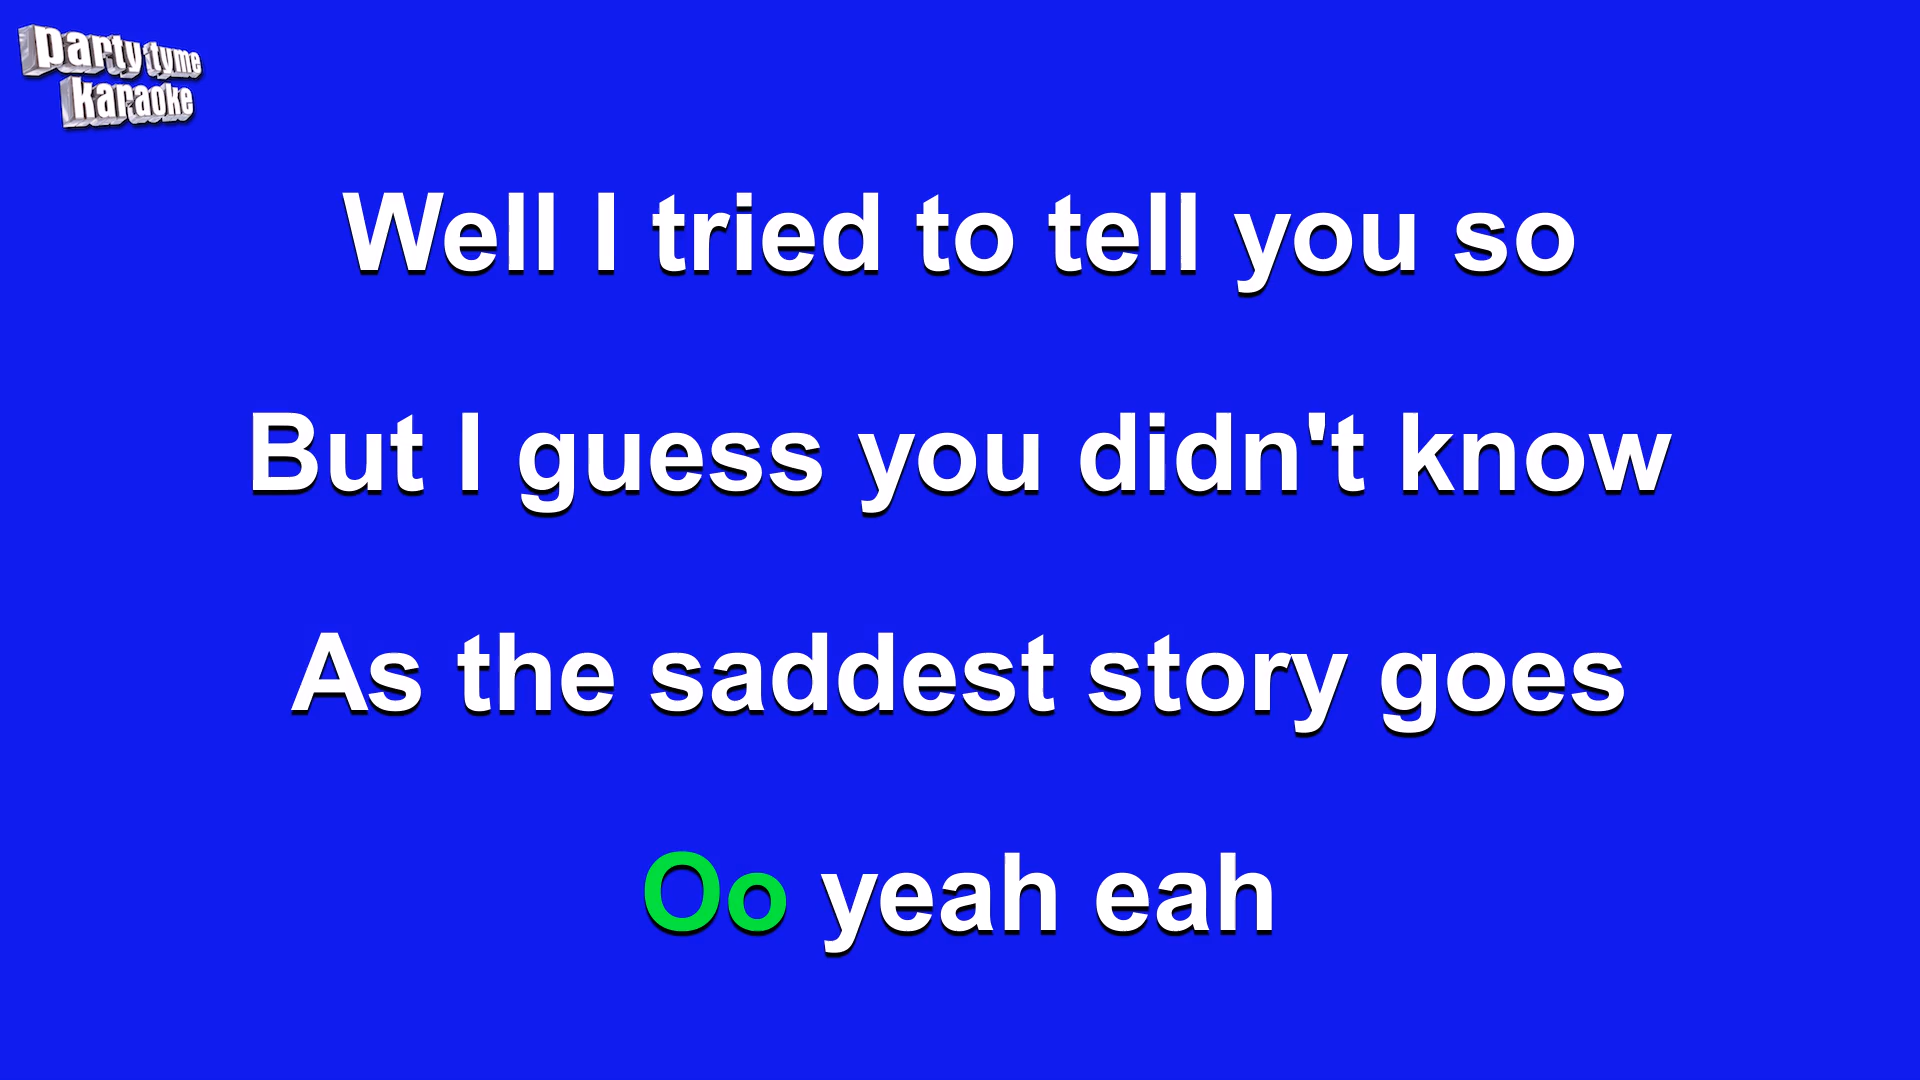 party tyme
karaoke
Well I tried to tell you so
But I guess you didn't know
As the saddest story goes
Oo yeah eah